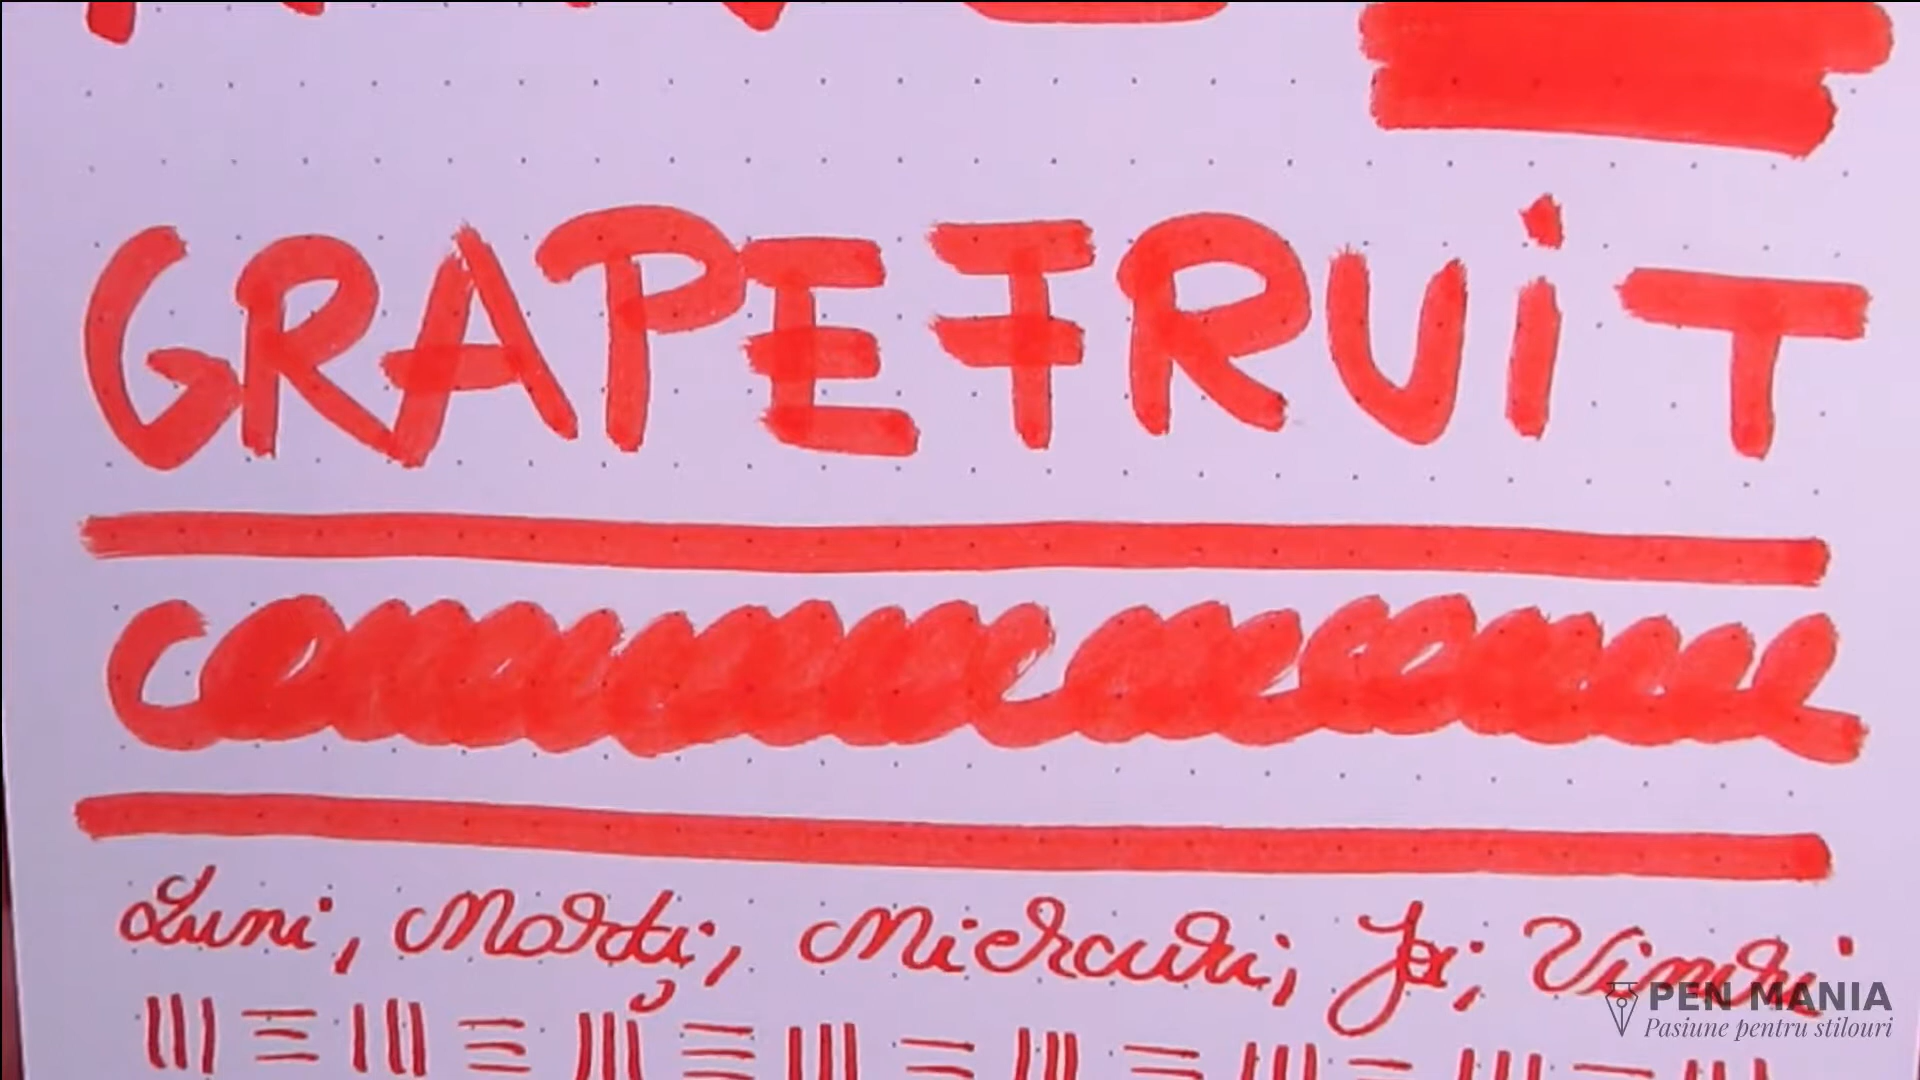 GRAPEFRUiT
Luni, Marți, Miercuri, Joi, Vineri
PEN MANIA
Pasiune pentru stilouri